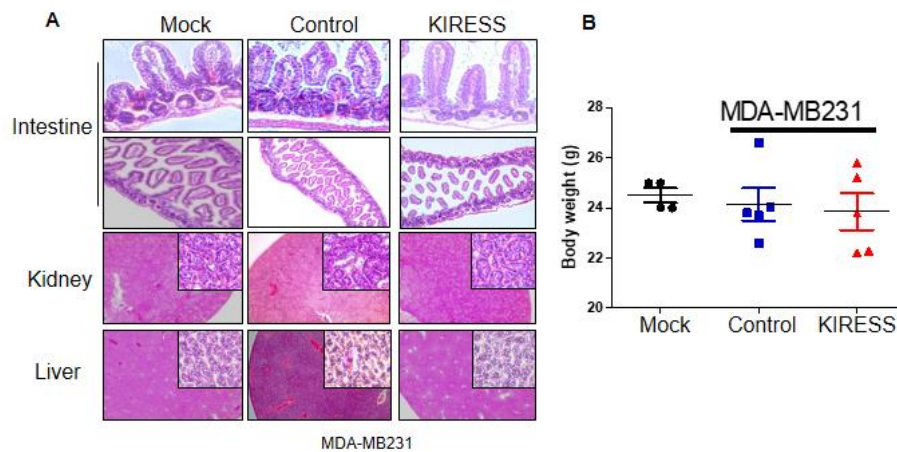 A
Mock Control KIRESS
Intestine
Kidney
Liver
MDA-MB231
B
MDA-MB231
Body weight (g)
28
26
24
22
20
Mock Control KIRESS